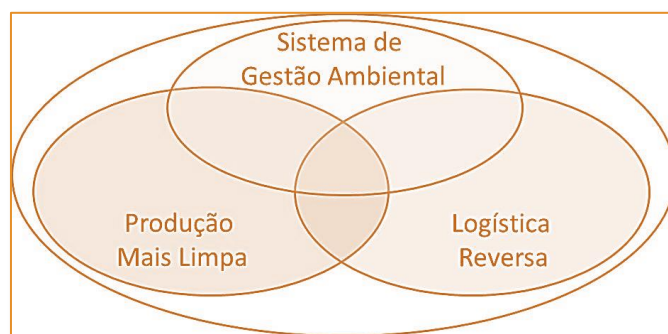 Sistema de
Gestão Ambiental
Produção
Mais Limpa
Logística
Reversa